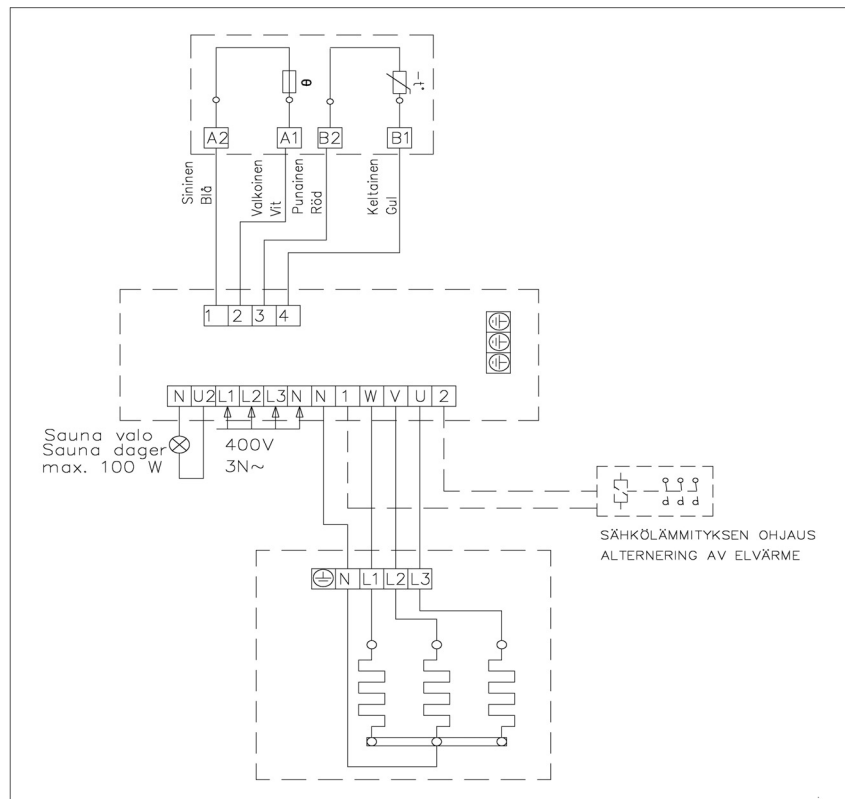 θ
-t°
A2 A1 B2 B1
Sininen
Blå
Valkoinen
Vit
Punainen
Röd
Keltainen
Gul
1 2 3 4
N U2 L1 L2 L3 N N 1 W V U 2
Sauna valo
Sauna dager
max. 100 W
400V
3N~
SÄHKÖLÄMMITYKSEN OHJAUS
ALTERNERING AV ELVÄRME
N L1 L2 L3